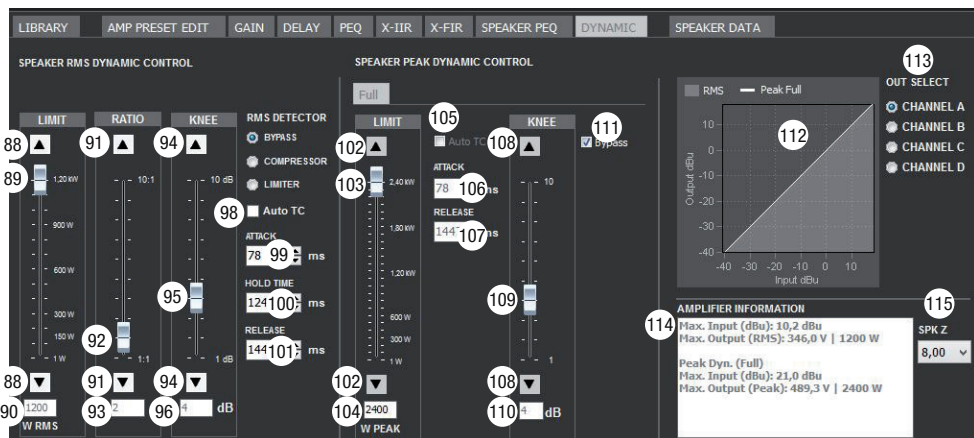 LIBRARY AMP PRESET EDIT GAIN DELAY PEQ X-IIR X-FIR SPEAKER PEQ DYNAMIC SPEAKER DATA
SPEAKER RMS DYNAMIC CONTROL
LIMIT RATIO KNEE
88 91 94
89
1,20 kW
900 W
600 W
300 W
150 W
1 W
10:1
92
1:1
10 dB
95
1 dB
88 91 94
90 1200 93 2 96 4 dB
W RMS
RMS DETECTOR
BYPASS
COMPRESSOR
LIMITER
98 Auto TC
ATTACK
78 99 ms
HOLD TIME
124 100 ms
RELEASE
144 101 ms
SPEAKER PEAK DYNAMIC CONTROL
Full
LIMIT
102
103
2,40 kW
1,80 kW
1,20 kW
600 W
300 W
1 W
102
104 2400
W PEAK
105
Auto TC
ATTACK
78 106 ms
RELEASE
144 107 ms
KNEE
108
10
109
1
108
110 4 dB
111
Bypass
RMS Peak Full
112
Output dBu
10
0
-10
-20
-30
-40
-40 -30 -20 -10 0 10
Input dBu
113
OUT SELECT
CHANNEL A
CHANNEL B
CHANNEL C
CHANNEL D
AMPLIFIER INFORMATION
114
Max. Input (dBu): 10,2 dBu
Max. Output (RMS): 346,0 V | 1200 W
Peak Dyn. (Full)
Max. Input (dBu): 21,0 dBu
Max. Output (Peak): 489,3 V | 2400 W
115
SPK Z
8,00